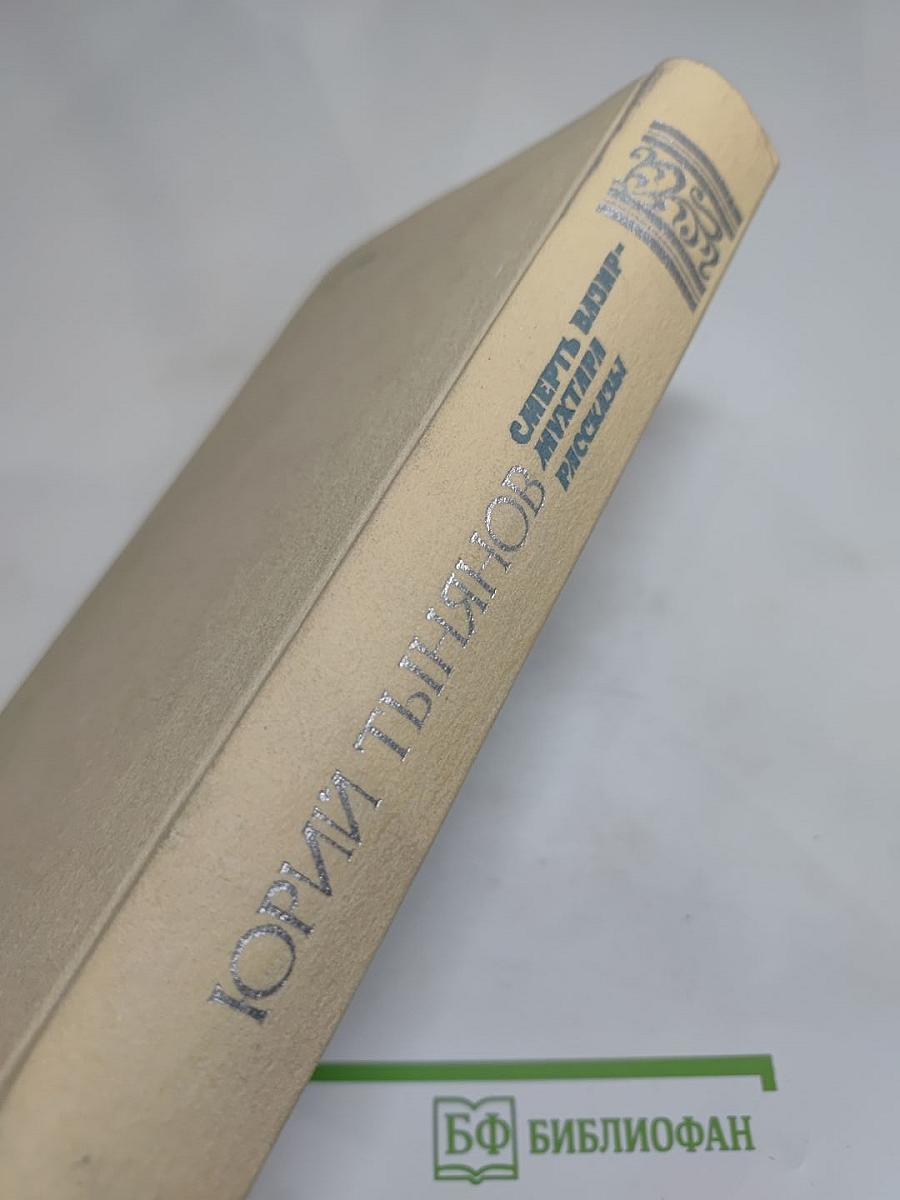 ЮРИЙ ТЫНЯНОВ
СМЕРТЬ ВАЗИР-
МУХТАРА
РАССКАЗЫ
БФ БИБЛИОФАН